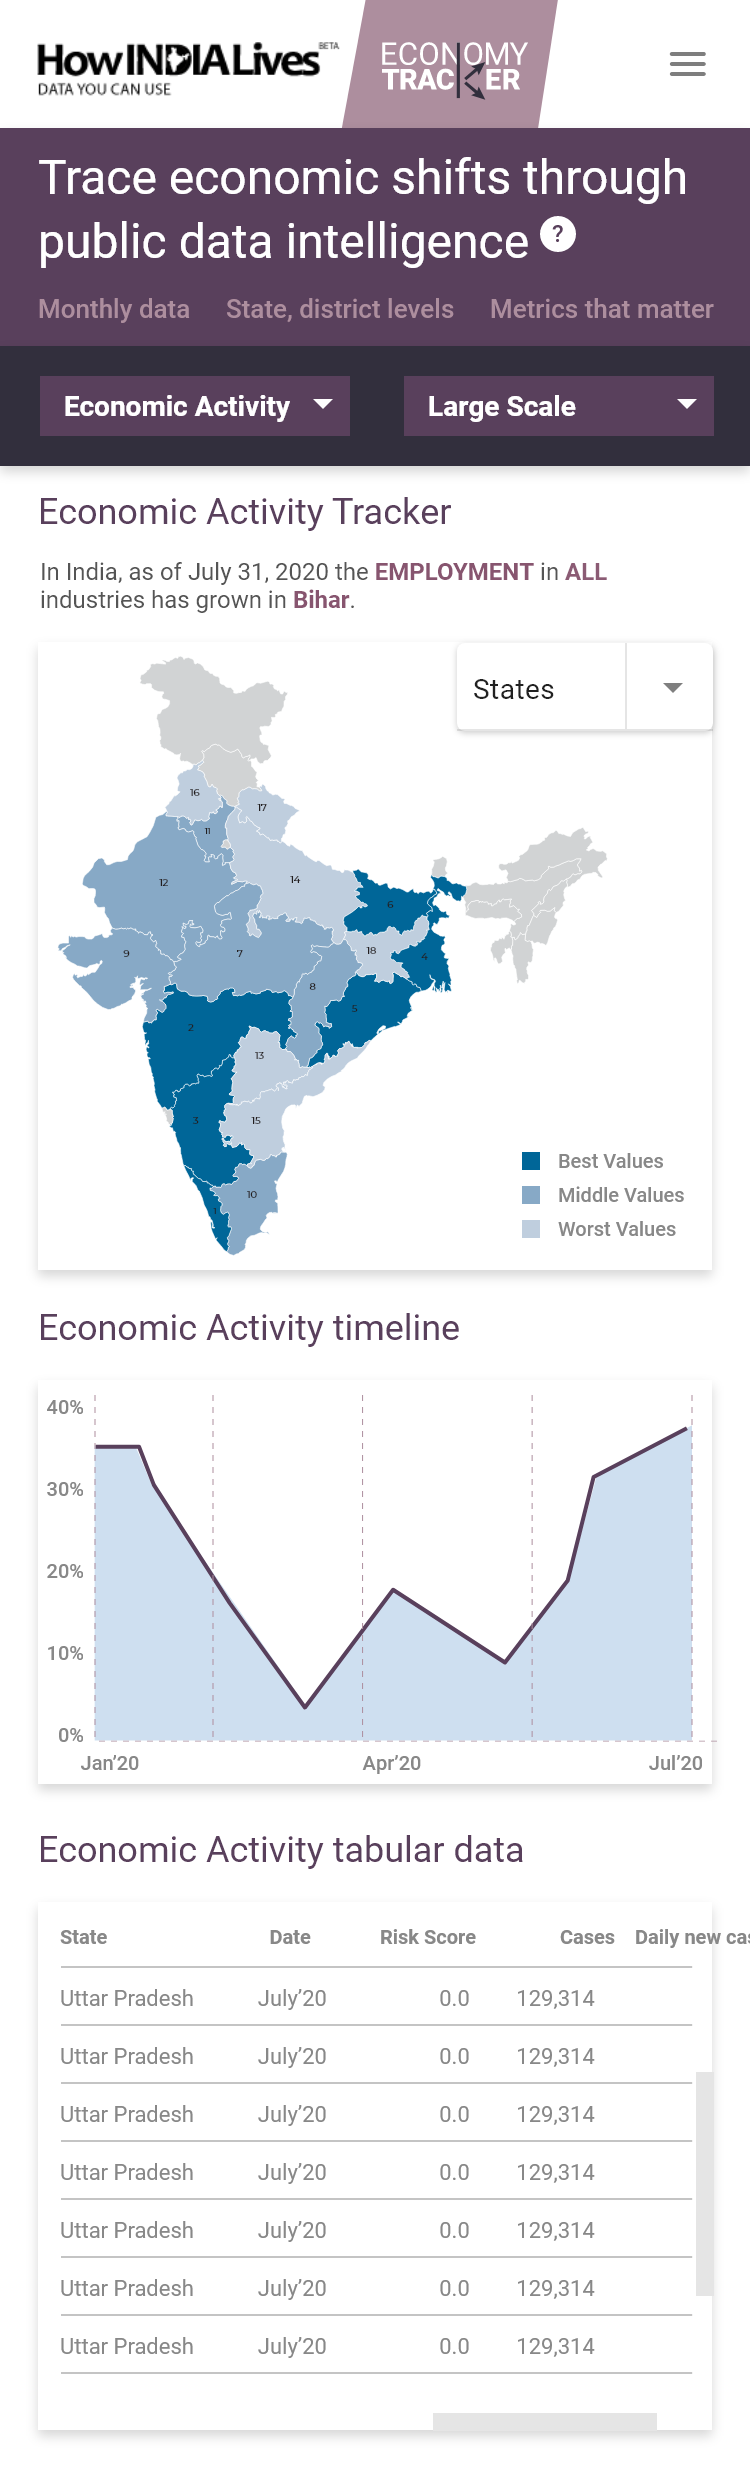 How INDIA Lives BETA
DATA YOU CAN USE
ECONOMY
TRACKER
Trace economic shifts through
public data intelligence ?
Monthly data State, district levels Metrics that matter
Economic Activity Large Scale
Economic Activity Tracker
In India, as of July 31, 2020 the EMPLOYMENT in ALL
industries has grown in Bihar.
States
16
17
11
12
14
6
9
7
18
4
8
5
2
13
3
15
10
1
Best Values
Middle Values
Worst Values
Economic Activity timeline
40%
30%
20%
10%
0%
Jan’20 Apr’20 Jul’20
Economic Activity tabular data
State Date Risk Score Cases Daily new cas
Uttar Pradesh July’20 0.0 129,314
Uttar Pradesh July’20 0.0 129,314
Uttar Pradesh July’20 0.0 129,314
Uttar Pradesh July’20 0.0 129,314
Uttar Pradesh July’20 0.0 129,314
Uttar Pradesh July’20 0.0 129,314
Uttar Pradesh July’20 0.0 129,314